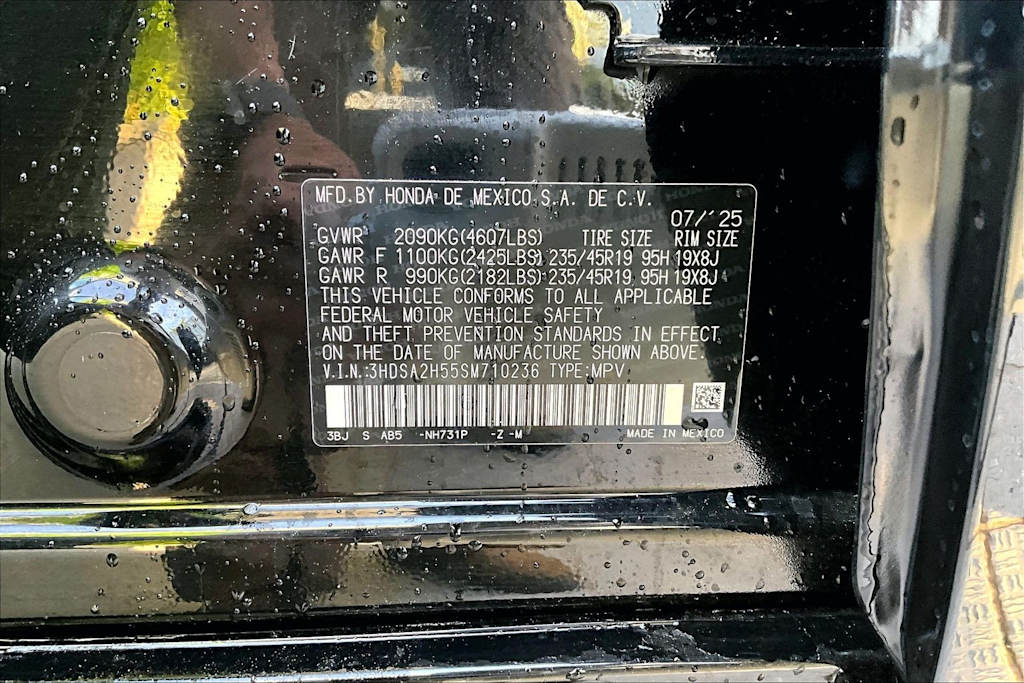 MFD. BY HONDA DE MEXICO S.A. DE C.V.
07/'25
GVWR 2090KG(4607LBS) TIRE SIZE RIM SIZE
GAWR F 1100KG(2425LBS) 235/45R19 95H 19X8J
GAWR R 990KG(2182LBS) 235/45R19 95H 19X8J
THIS VEHICLE CONFORMS TO ALL APPLICABLE
FEDERAL MOTOR VEHICLE SAFETY
AND THEFT PREVENTION STANDARDS IN EFFECT
ON THE DATE OF MANUFACTURE SHOWN ABOVE.
V.I.N.:3HDSA2H55SM710236 TYPE:MPV
3BJ S AB5 -NH731P -Z -M MADE IN MEXICO